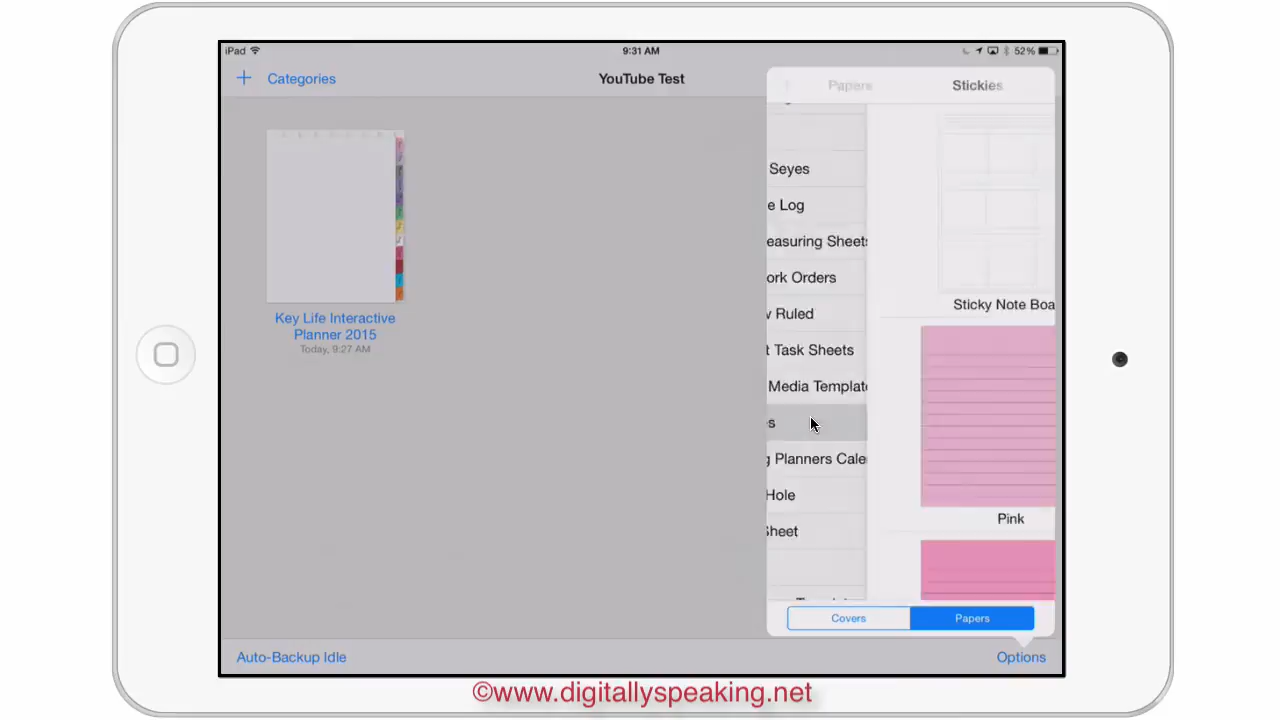 iPad 9:31 AM 52%
Categories YouTube Test
Papers Stickies
Seyes
e Log
easuring Sheets
ork Orders
Ruled
t Task Sheets
Media Template
s
g Planners Cale
Hole
Sheet
Sticky Note Boa
Pink
Key Life Interactive
Planner 2015
Today, 9:27 AM
Covers Papers
Auto-Backup Idle Options
©www.digitallyspeaking.net